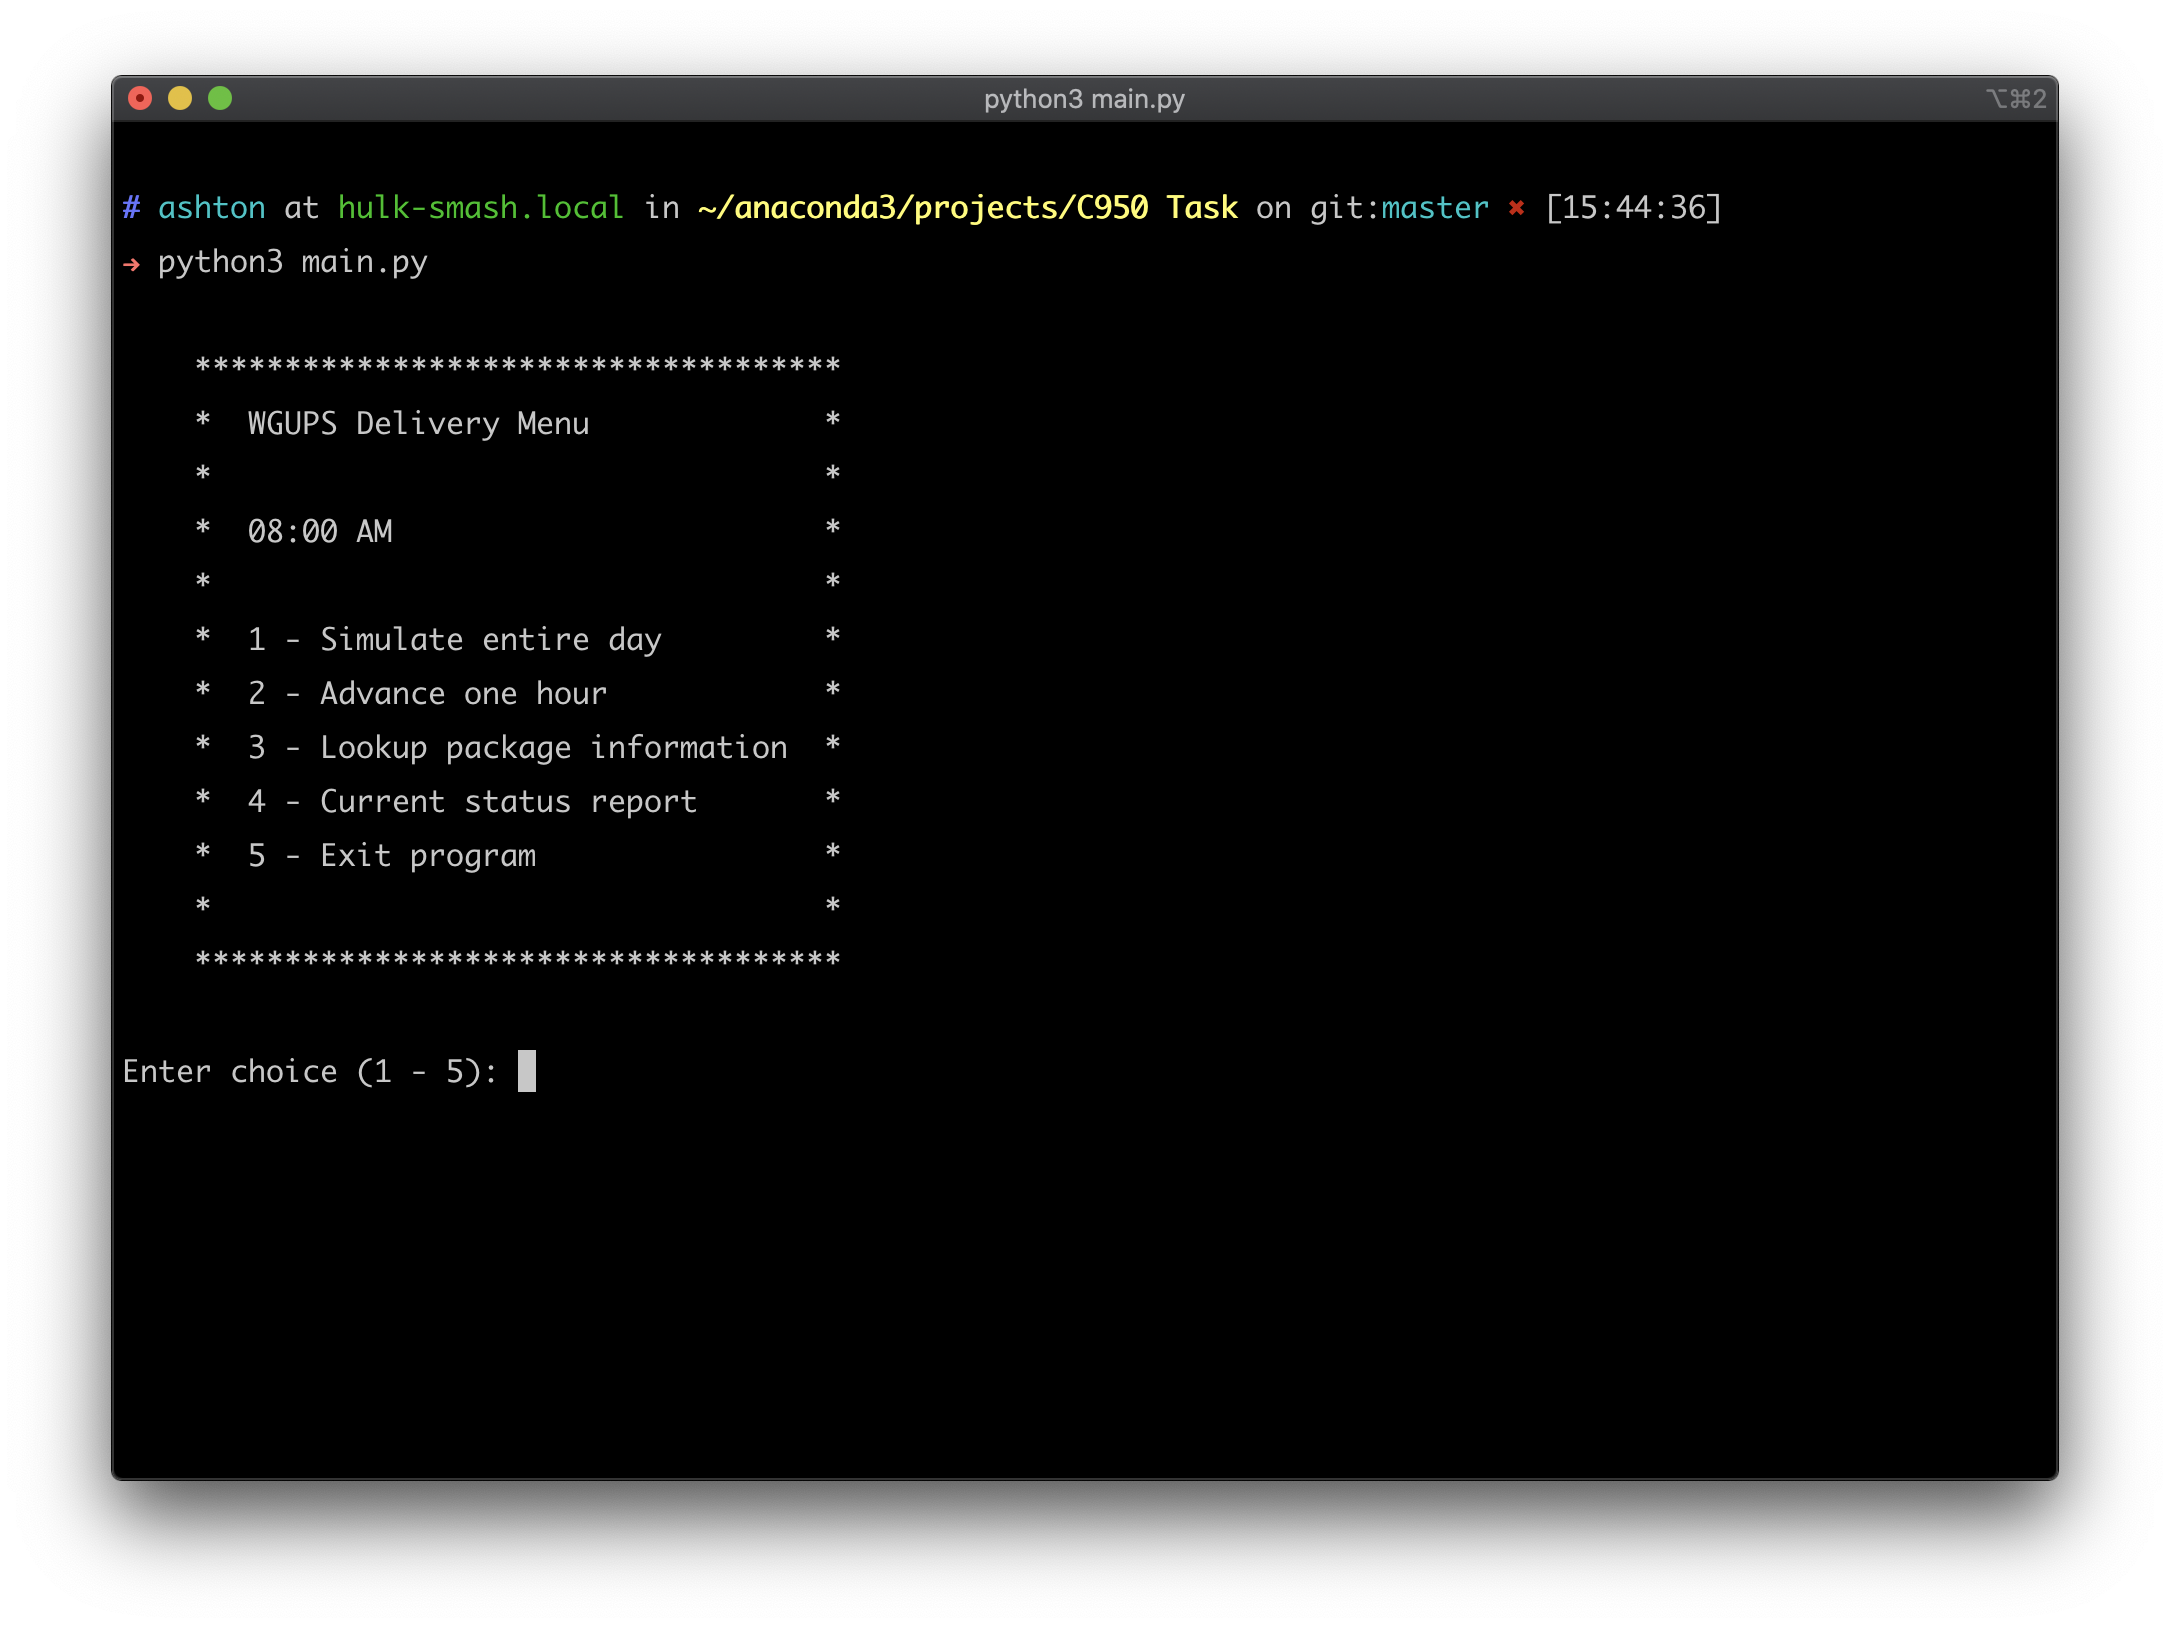 python3 main.py ⌥⌘2
# ashton at hulk-smash.local in ~/anaconda3/projects/C950 Task on git:master ✖ [15:44:36]
→ python3 main.py
************************************
*  WGUPS Delivery Menu             *
*                                  *
*  08:00 AM                        *
*                                  *
*  1 - Simulate entire day         *
*  2 - Advance one hour            *
*  3 - Lookup package information  *
*  4 - Current status report       *
*  5 - Exit program                *
*                                  *
************************************
Enter choice (1 - 5):